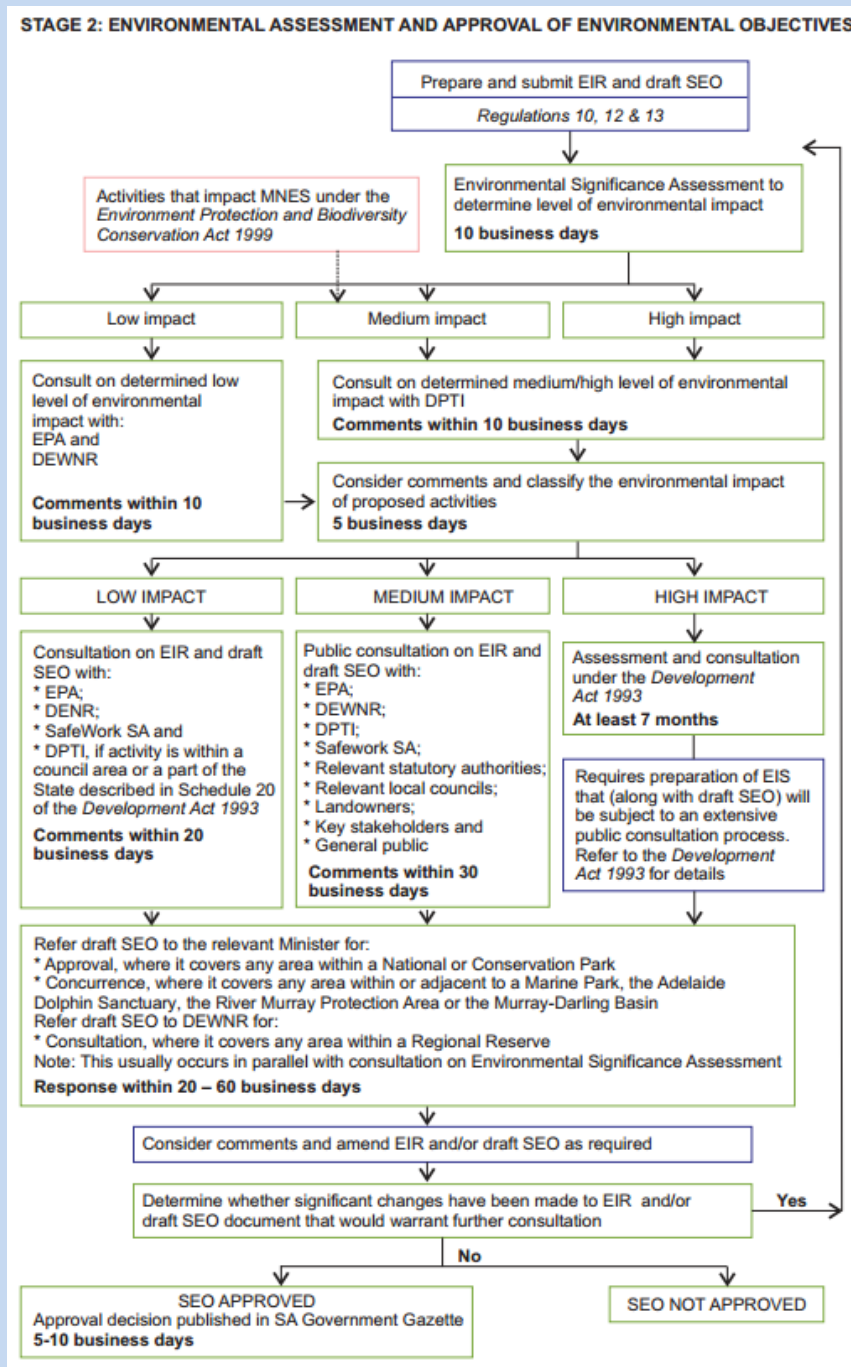 STAGE 2: ENVIRONMENTAL ASSESSMENT AND APPROVAL OF ENVIRONMENTAL OBJECTIVES
Prepare and submit EIR and draft SEO
Regulations 10, 12 & 13
Activities that impact MNES under the
Environment Protection and Biodiversity
Conservation Act 1999
Environmental Significance Assessment to
determine level of environmental impact
10 business days
Low impact
Medium impact
High impact
Consult on determined low
level of environmental
impact with:
EPA and
DEWNR
Comments within 10
business days
Consult on determined medium/high level of environmental
impact with DPTI
Comments within 10 business days
Consider comments and classify the environmental impact
of proposed activities
5 business days
LOW IMPACT
MEDIUM IMPACT
HIGH IMPACT
Consultation on EIR and draft
SEO with:
* EPA;
* DENR;
* SafeWork SA and
* DPTI, if activity is within a
council area or a part of the
State described in Schedule 20
of the Development Act 1993
Comments within 20
business days
Public consultation on EIR and
draft SEO with:
* EPA;
* DEWNR;
* DPTI;
* Safework SA;
* Relevant statutory authorities;
* Relevant local councils;
* Landowners;
* Key stakeholders and
* General public
Comments within 30
business days
Assessment and consultation
under the Development
Act 1993
At least 7 months
Requires preparation of EIS
that (along with draft SEO) will
be subject to an extensive
public consultation process.
Refer to the Development
Act 1993 for details
Refer draft SEO to the relevant Minister for:
* Approval, where it covers any area within a National or Conservation Park
* Concurrence, where it covers any area within or adjacent to a Marine Park, the Adelaide
Dolphin Sanctuary, the River Murray Protection Area or the Murray-Darling Basin
Refer draft SEO to DEWNR for:
* Consultation, where it covers any area within a Regional Reserve
Note: This usually occurs in parallel with consultation on Environmental Significance Assessment
Response within 20 – 60 business days
Consider comments and amend EIR and/or draft SEO as required
Determine whether significant changes have been made to EIR and/or
draft SEO document that would warrant further consultation
Yes
No
SEO APPROVED
Approval decision published in SA Government Gazette
5-10 business days
SEO NOT APPROVED